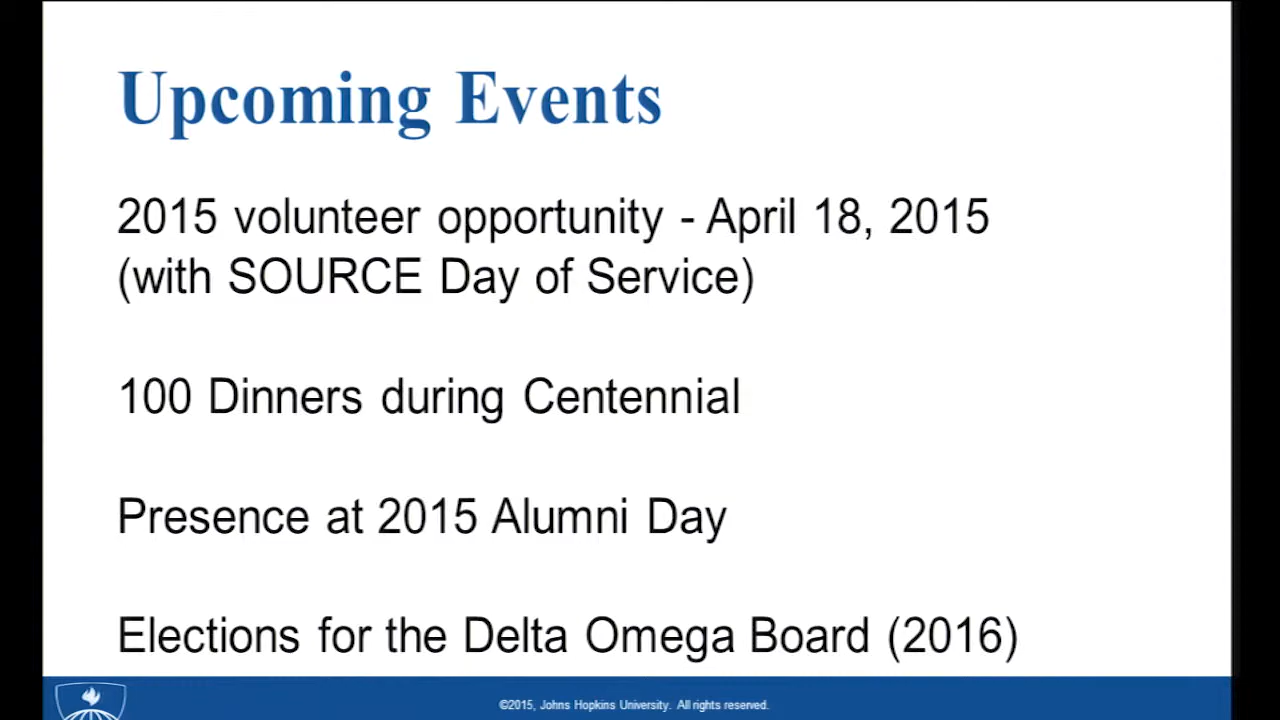 Upcoming Events
2015 volunteer opportunity - April 18, 2015
(with SOURCE Day of Service)
100 Dinners during Centennial
Presence at 2015 Alumni Day
Elections for the Delta Omega Board (2016)
©2015, Johns Hopkins University. All rights reserved.